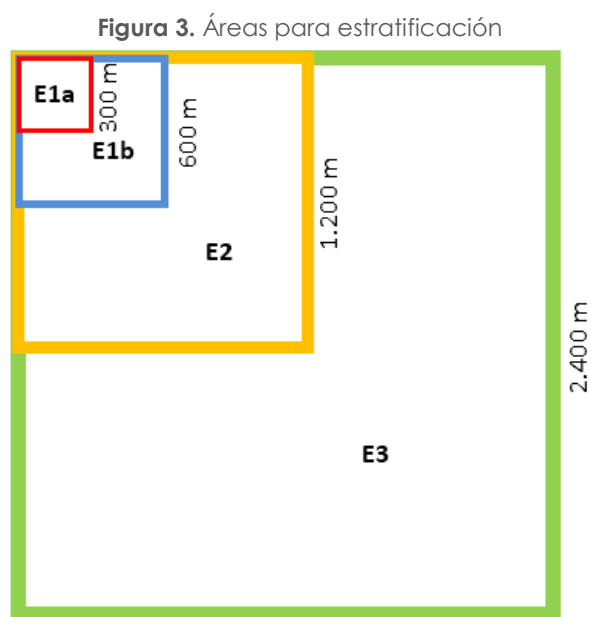 Figura 3. Áreas para estratificación
E1a
300 m
E1b
600 m
E2
1.200 m
E3
2.400 m